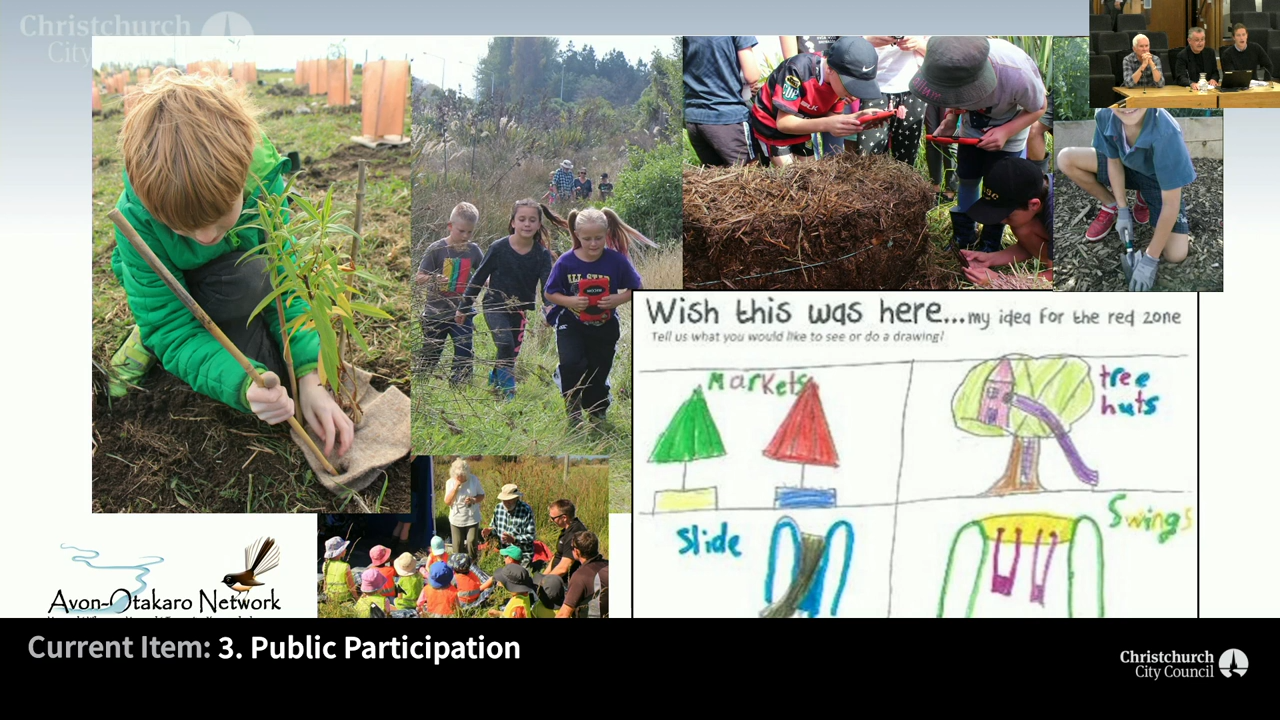 Christchurch
City Council
Wish this was here...my idea for the red zone
Tell us what you would like to see or do a drawing!
Markets
tree
huts
Slide
Swings
Avon-Otakaro Network
Current Item: 3. Public Participation
Christchurch
City Council